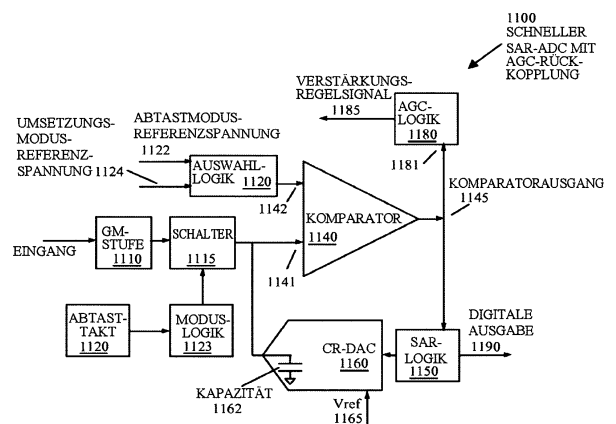 1100
SCHNELLER
SAR-ADC MIT
AGC-RÜCK-
KOPPLUNG
VERSTÄRKUNGS-
REGELSIGNAL
1185
AGC-
LOGIK
1180
1181
UMSETZUNGS-
MODUS-
REFERENZ-
SPANNUNG
1124
ABTASTMODUS-
REFERENZSPANNUNG
1122
AUSWAHL-
LOGIK 1120
1142
KOMPARATOR
1140
KOMPARATORAUSGANG
1145
EINGANG
GM-
STUFE
1110
SCHALTER
1115
1141
ABTAST-
TAKT
1120
MODUS-
LOGIK
1123
CR-DAC
1160
KAPAZITÄT
1162
Vref
1165
SAR-
LOGIK
1150
DIGITALE
AUSGABE
1190